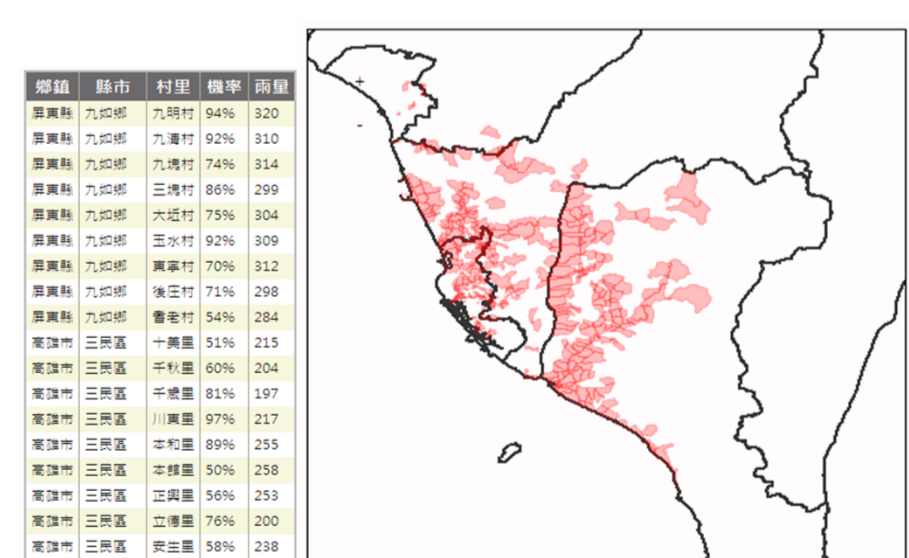 鄉鎮 縣市 村里 機率 雨量
屏東縣 九如鄉 九明村 94% 320
屏東縣 九如鄉 九清村 92% 310
屏東縣 九如鄉 九塊村 74% 314
屏東縣 九如鄉 三塊村 86% 299
屏東縣 九如鄉 大坵村 75% 304
屏東縣 九如鄉 玉水村 92% 309
屏東縣 九如鄉 東寧村 70% 312
屏東縣 九如鄉 後庄村 71% 298
屏東縣 九如鄉 耆老村 54% 284
高雄市 三民區 十美里 51% 215
高雄市 三民區 千秋里 60% 204
高雄市 三民區 千歲里 81% 197
高雄市 三民區 川東里 97% 217
高雄市 三民區 本和里 89% 255
高雄市 三民區 本館里 50% 258
高雄市 三民區 正興里 56% 253
高雄市 三民區 立德里 76% 200
高雄市 三民區 安生里 58% 238